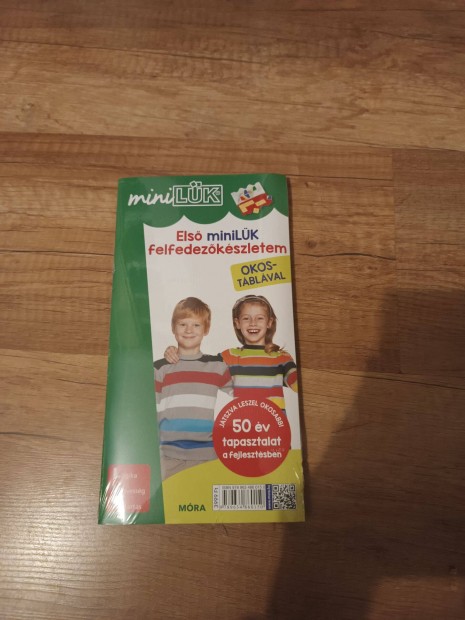 miniLÜK
Első miniLÜK
felfedezőkészletem
OKOS-
TÁBLÁVAL
JÁTSZVA LESZEL OKOSABB!
50 év
tapasztalat
a fejlesztésben
MÓRA